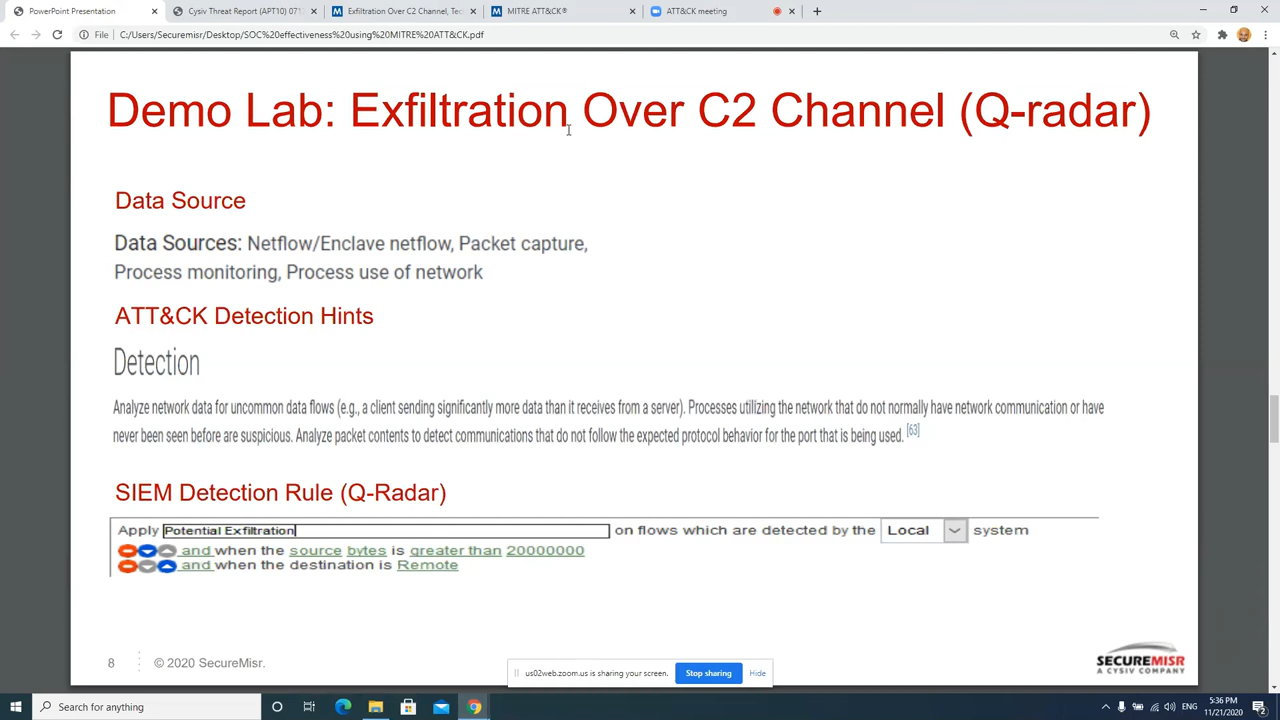 PowerPoint Presentation
Cysiv Threat Report (APT10) 071
Exfiltration Over C2 Channel, Tec
MITRE ATT&CK®
ATT&CK meeting
File
C:/Users/Securemisr/Desktop/SOC%20effectiveness%20using%20MITRE%20ATT&CK.pdf
Demo Lab: Exfiltration Over C2 Channel (Q-radar)
Data Source
Data Sources: Netflow/Enclave netflow, Packet capture,
Process monitoring, Process use of network
ATT&CK Detection Hints
Detection
Analyze network data for uncommon data flows (e.g., a client sending significantly more data than it receives from a server). Processes utilizing the network that do not normally have network communication or have
never been seen before are suspicious. Analyze packet contents to detect communications that do not follow the expected protocol behavior for the port that is being used. [63]
SIEM Detection Rule (Q-Radar)
Apply Potential Exfiltration on flows which are detected by the Local system
and when the source bytes is greater than 20000000
and when the destination is Remote
8
© 2020 SecureMisr.
SECUREMISR
A CYSIV COMPANY
us02web.zoom.us is sharing your screen.
Stop sharing
Hide
Search for anything
ENG
5:36 PM
11/21/2020
2